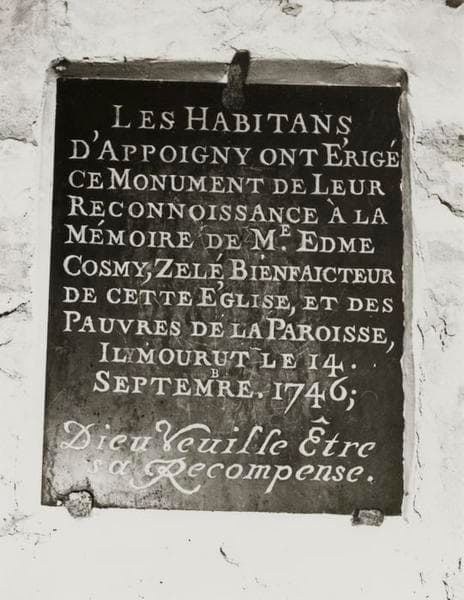 LES HABITANS
D'APPOIGNY ONT ÉRIGÉ
CE MONUMENT DE LEUR
RECONNOISSANCE À LA
MÉMOIRE DE M.ᴱ EDME
COSMY, ZELÉ BIENFAICTEUR
DE CETTE EGLISE, ET DES
PAUVRES DE LA PAROISSE,
IL MOURUT LE 14.
SEPTEMᴮRE. 1746;
Dieu Veuille Être
sa Recompense.